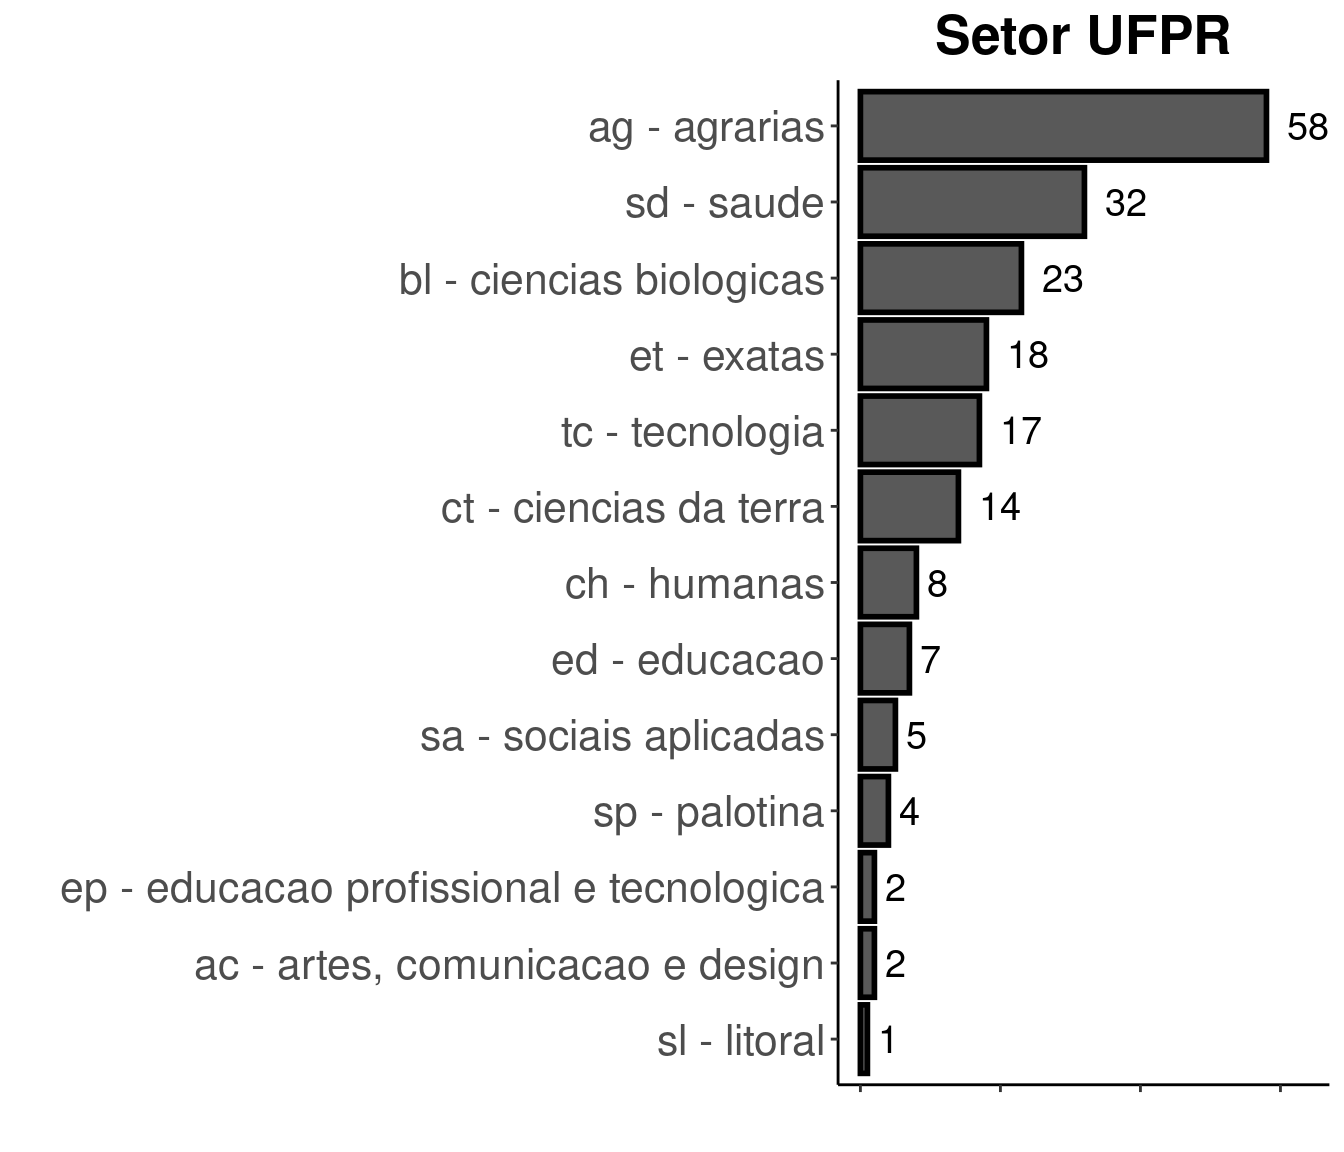 Setor UFPR
ag - agrarias 58
sd - saude 32
bl - ciencias biologicas 23
et - exatas 18
tc - tecnologia 17
ct - ciencias da terra 14
ch - humanas 8
ed - educacao 7
sa - sociais aplicadas 5
sp - palotina 4
ep - educacao profissional e tecnologica 2
ac - artes, comunicacao e design 2
sl - litoral 1